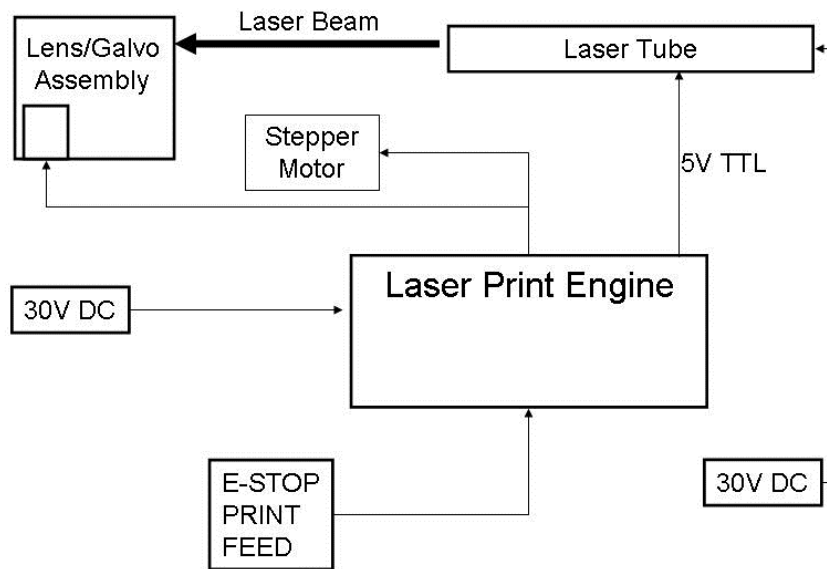 Laser Beam
Lens/Galvo
Assembly
Laser Tube
Stepper
Motor
5V TTL
Laser Print Engine
30V DC
E-STOP
PRINT
FEED
30V DC